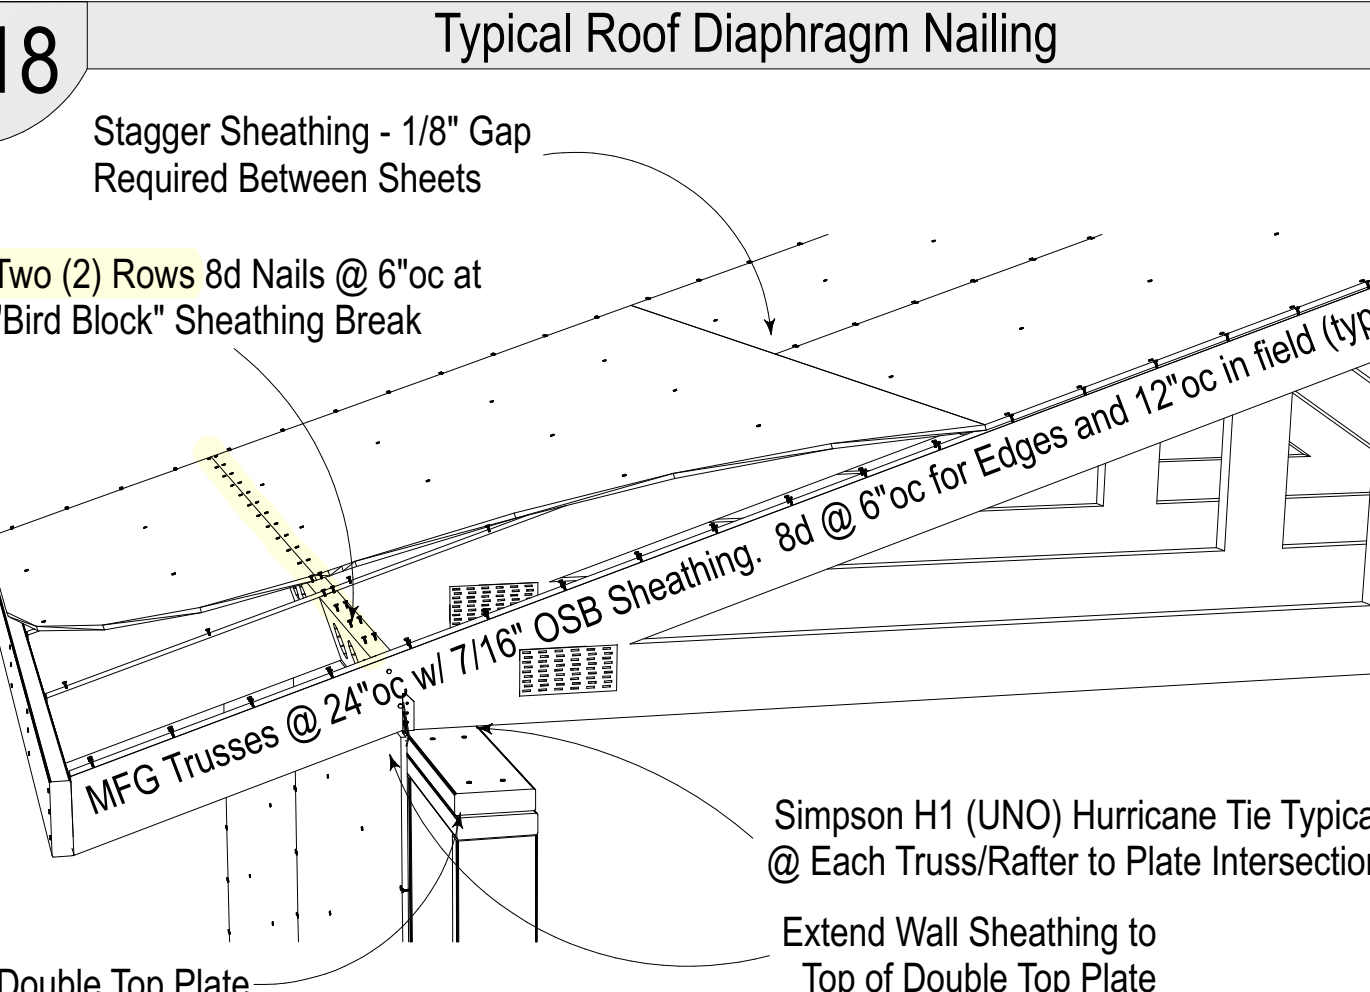 18
Typical Roof Diaphragm Nailing
Stagger Sheathing - 1/8" Gap
Required Between Sheets
Two (2) Rows 8d Nails @ 6"oc at
"Bird Block" Sheathing Break
MFG Trusses @ 24"oc w/ 7/16" OSB Sheathing. 8d @ 6"oc for Edges and 12"oc in field (typ
Simpson H1 (UNO) Hurricane Tie Typica
@ Each Truss/Rafter to Plate Intersection
Extend Wall Sheathing to
Top of Double Top Plate
Double Top Plate